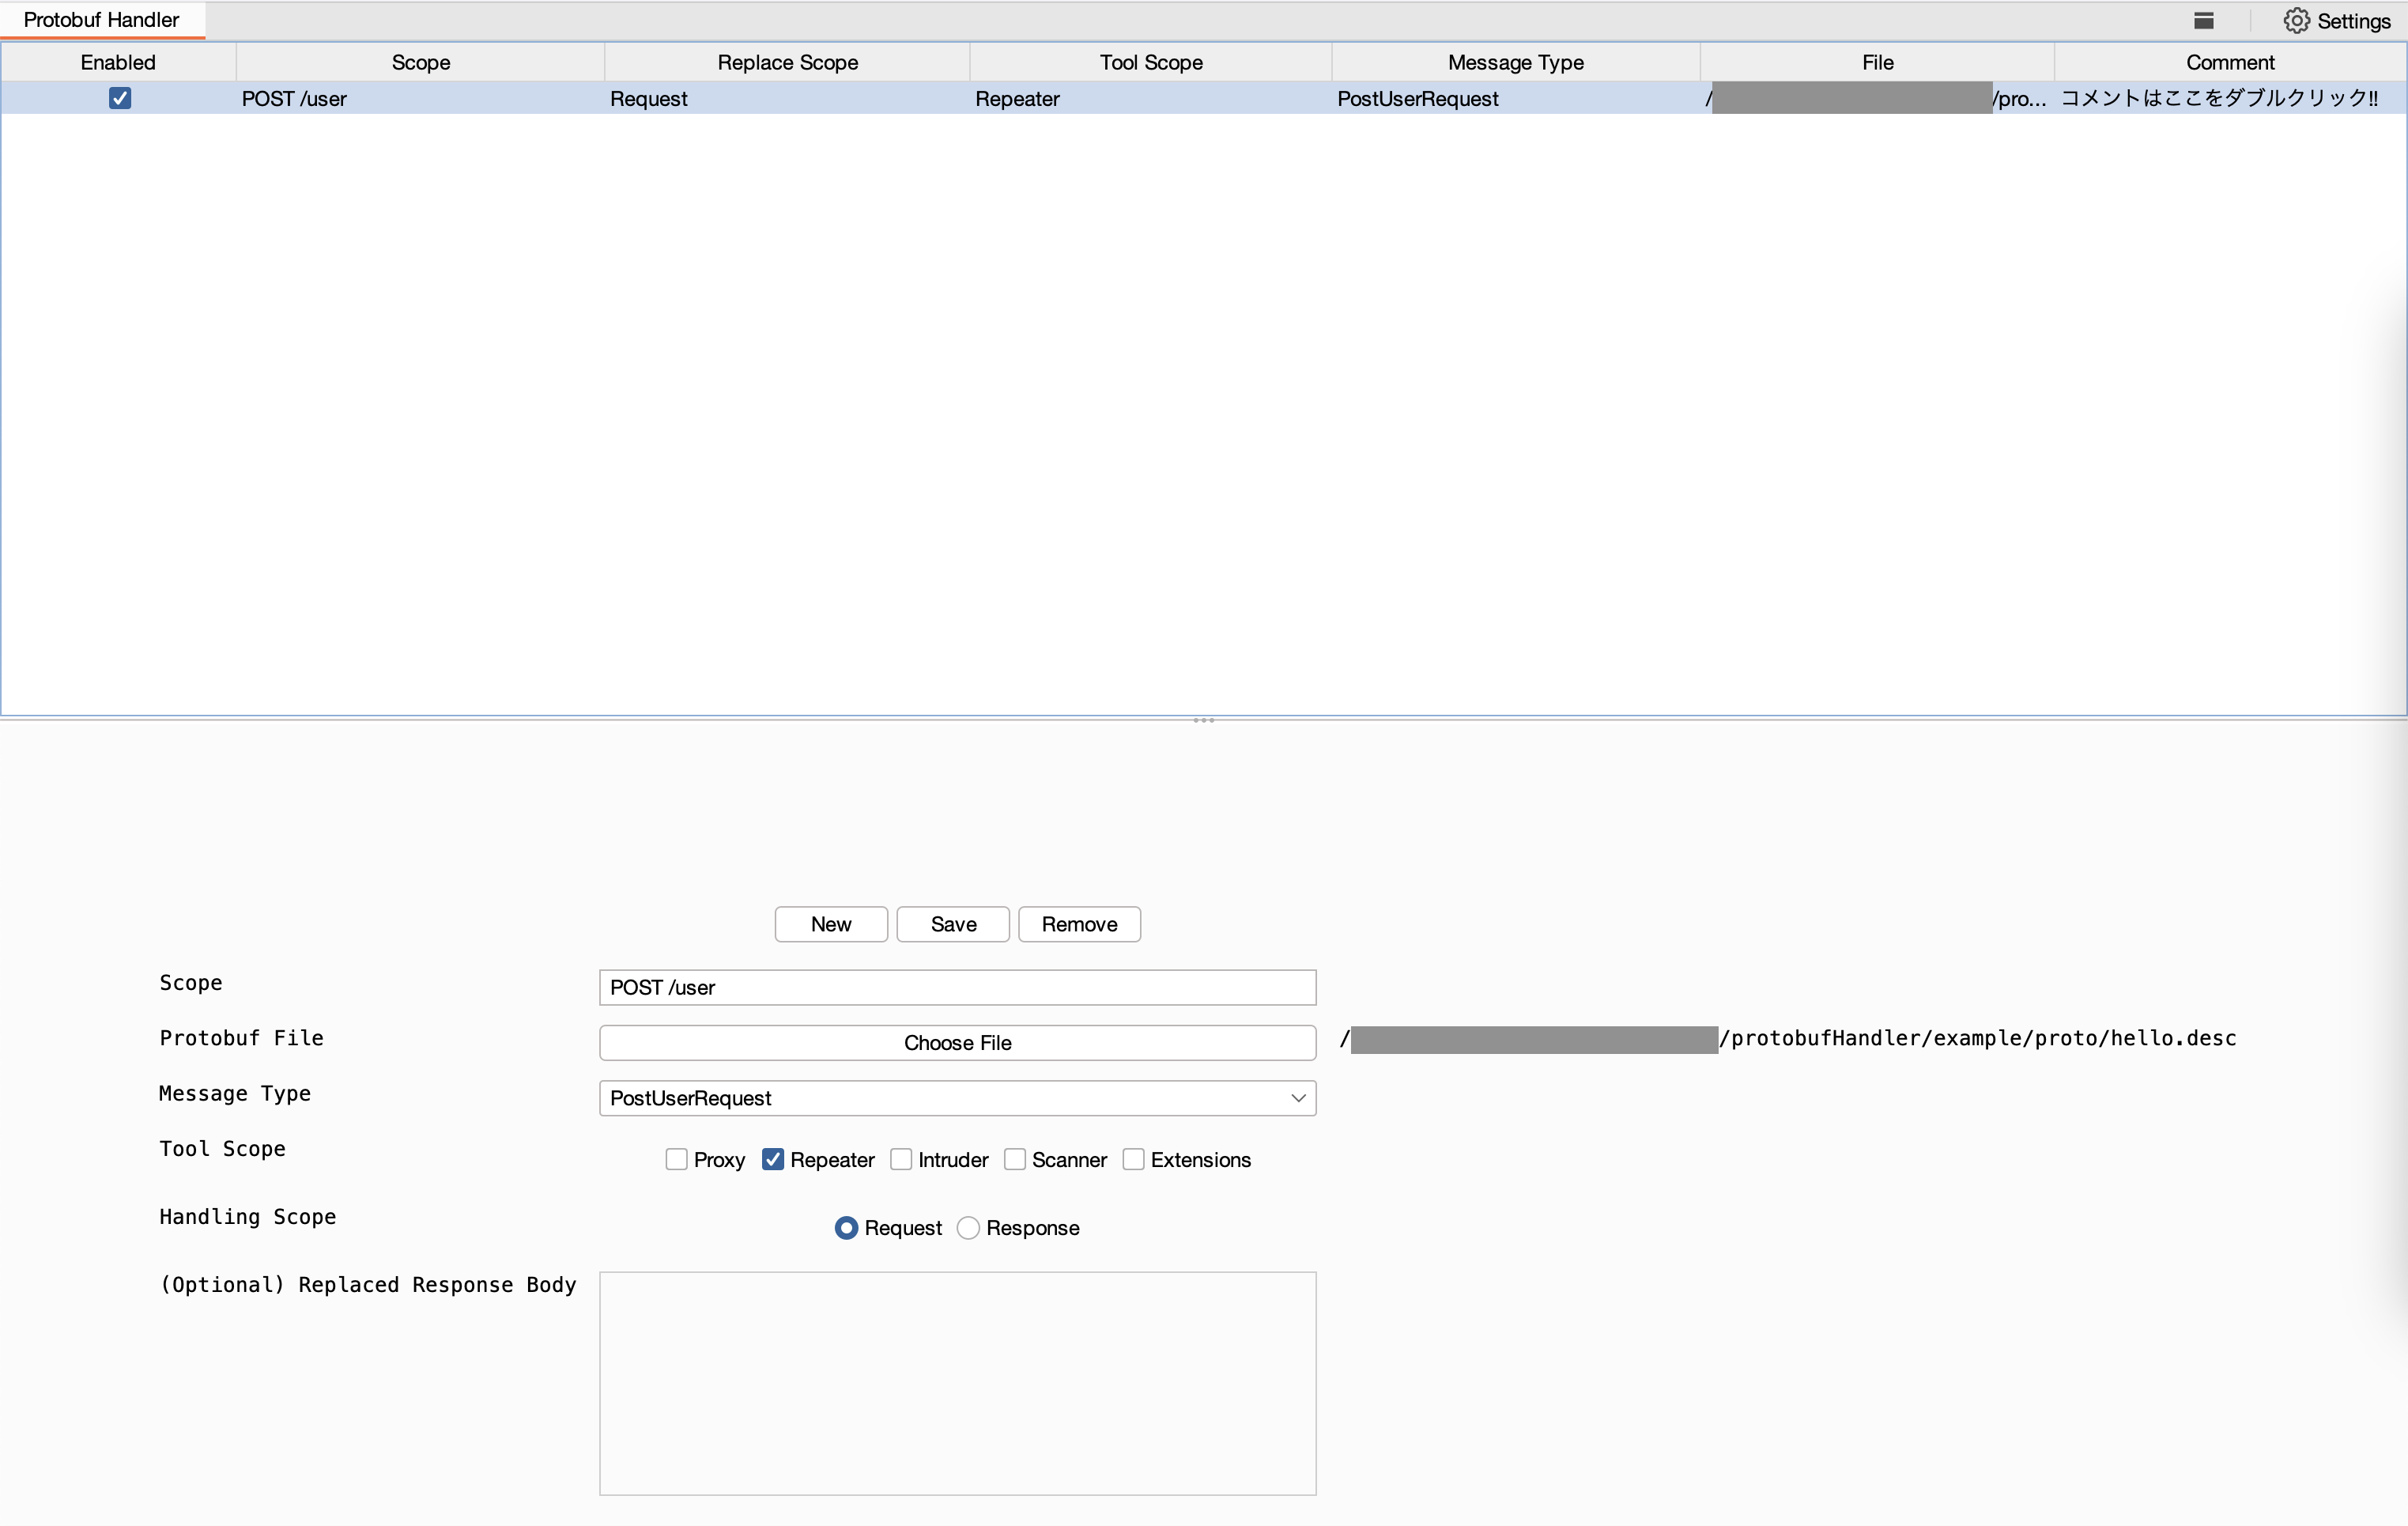 Protobuf Handler Settings
Enabled Scope Replace Scope Tool Scope Message Type File Comment
POST /user Request Repeater PostUserRequest / /pro... コメントはここをダブルクリック!!
New Save Remove
Scope POST /user
Protobuf File Choose File / /protobufHandler/example/proto/hello.desc
Message Type PostUserRequest
Tool Scope Proxy Repeater Intruder Scanner Extensions
Handling Scope Request Response
(Optional) Replaced Response Body